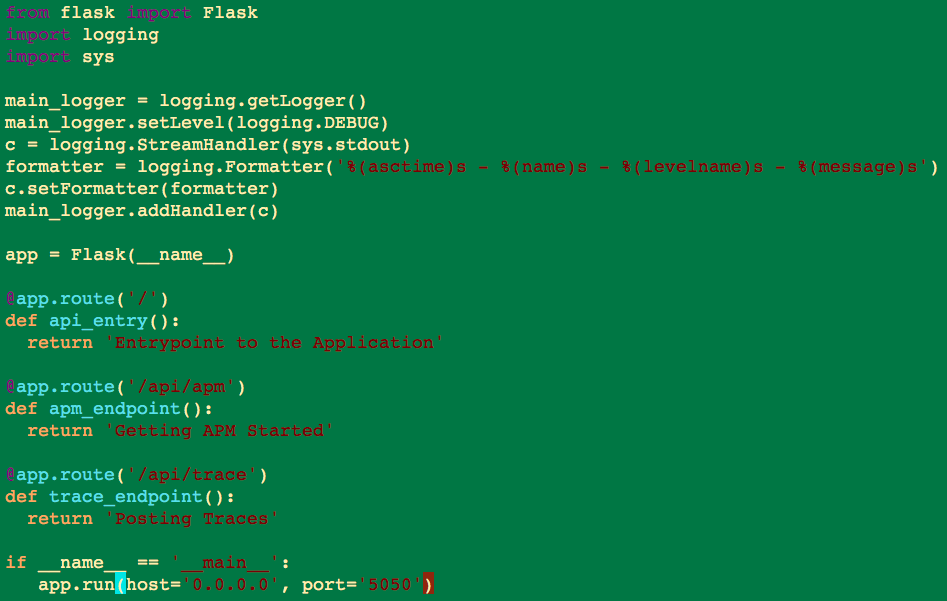 from flask import Flask
import logging
import sys

main_logger = logging.getLogger()
main_logger.setLevel(logging.DEBUG)
c = logging.StreamHandler(sys.stdout)
formatter = logging.Formatter('%(asctime)s - %(name)s - %(levelname)s - %(message)s')
c.setFormatter(formatter)
main_logger.addHandler(c)

app = Flask(__name__)

@app.route('/')
def api_entry():
  return 'Entrypoint to the Application'

@app.route('/api/apm')
def apm_endpoint():
  return 'Getting APM Started'

@app.route('/api/trace')
def trace_endpoint():
  return 'Posting Traces'

if __name__ == '__main__':
   app.run(host='0.0.0.0', port='5050')